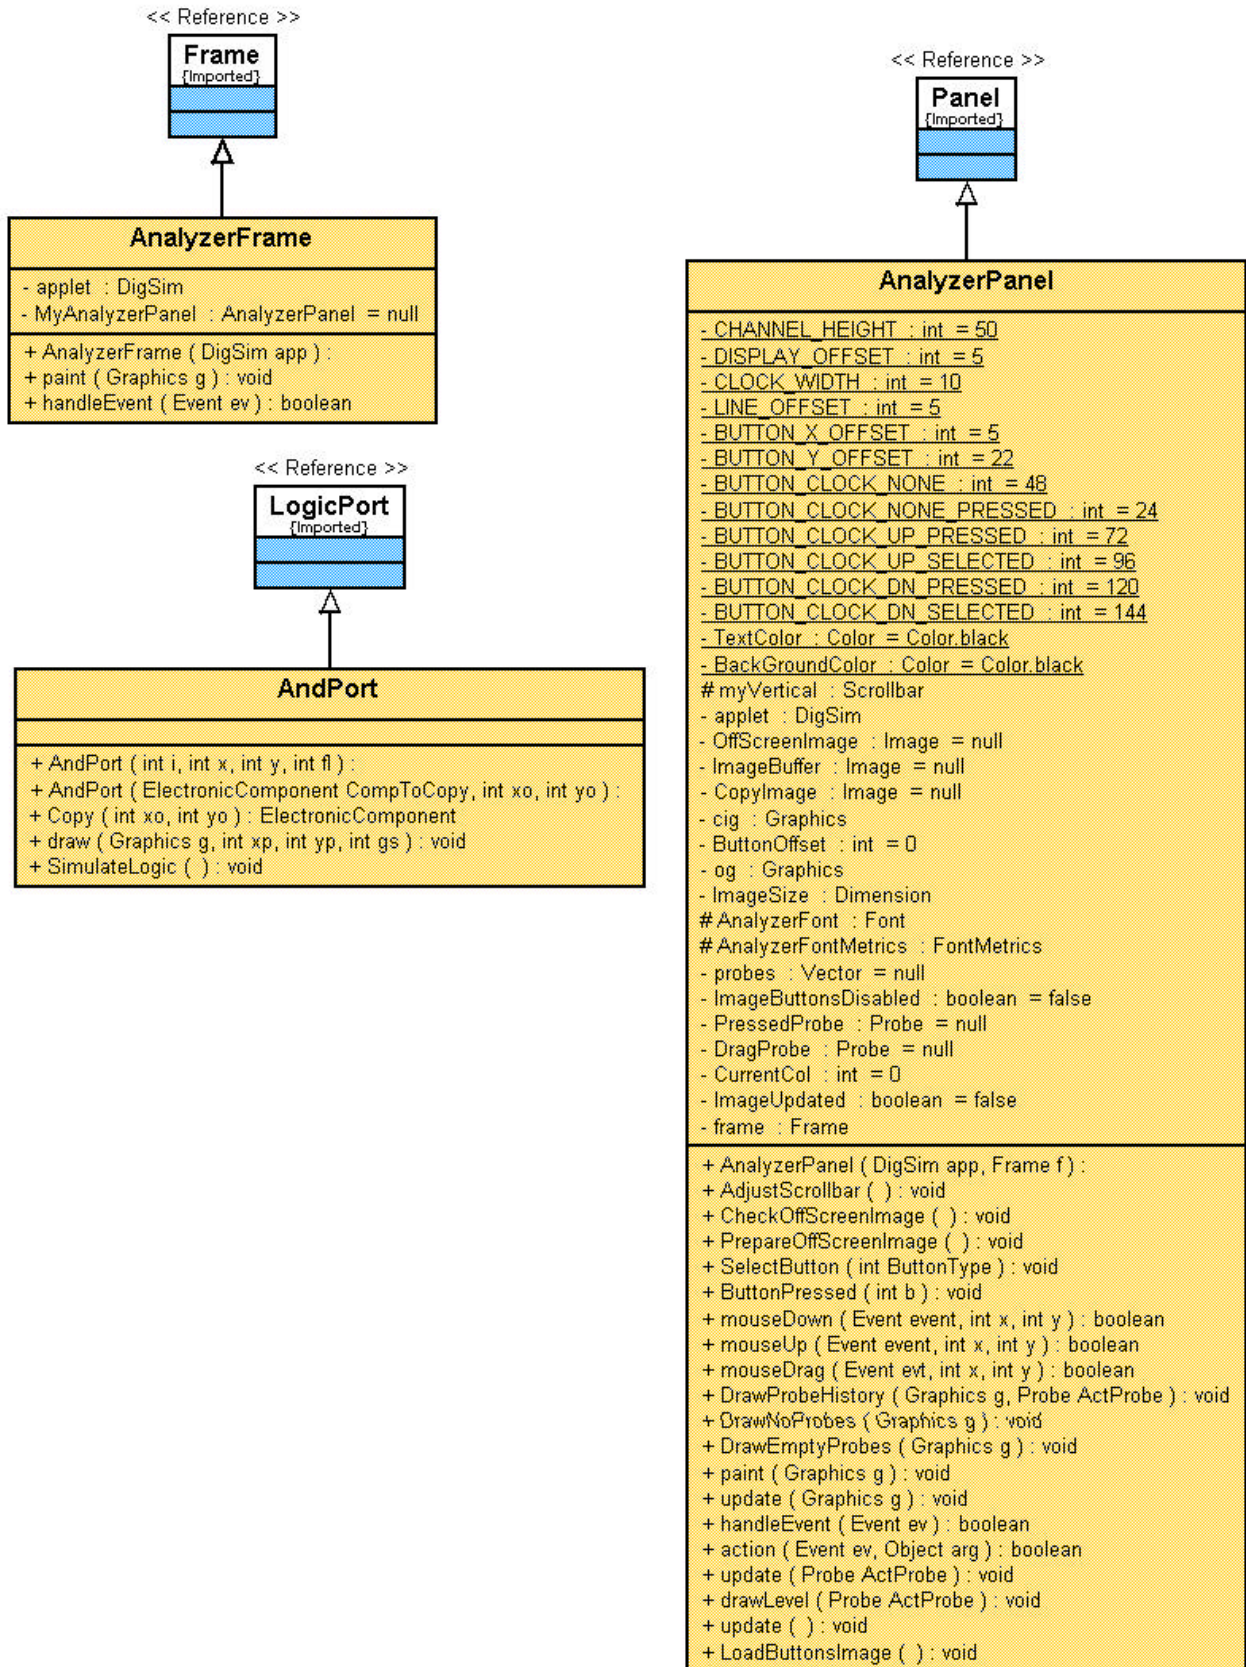 << Reference >>
Frame
{Imported}
AnalyzerFrame
- applet : DigSim
- MyAnalyzerPanel : AnalyzerPanel = null
+ AnalyzerFrame ( DigSim app ) :
+ paint ( Graphics g ) : void
+ handleEvent ( Event ev ) : boolean
<< Reference >>
LogicPort
{Imported}
AndPort
+ AndPort ( int i, int x, int y, int fl ) :
+ AndPort ( ElectronicComponent CompToCopy, int xo, int yo ) :
+ Copy ( int xo, int yo ) : ElectronicComponent
+ draw ( Graphics g, int xp, int yp, int gs ) : void
+ SimulateLogic ( ) : void
<< Reference >>
Panel
{Imported}
AnalyzerPanel
- CHANNEL_HEIGHT : int = 50
- DISPLAY_OFFSET : int = 5
- CLOCK_WIDTH : int = 10
- LINE_OFFSET : int = 5
- BUTTON_X_OFFSET : int = 5
- BUTTON_Y_OFFSET : int = 22
- BUTTON_CLOCK_NONE : int = 48
- BUTTON_CLOCK_NONE_PRESSED : int = 24
- BUTTON_CLOCK_UP_PRESSED : int = 72
- BUTTON_CLOCK_UP_SELECTED : int = 96
- BUTTON_CLOCK_DN_PRESSED : int = 120
- BUTTON_CLOCK_DN_SELECTED : int = 144
- TextColor : Color = Color.black
- BackGroundColor : Color = Color.black
# myVertical : Scrollbar
- applet : DigSim
- OffScreenImage : Image = null
- ImageBuffer : Image = null
- CopyImage : Image = null
- cig : Graphics
- ButtonOffset : int = 0
- og : Graphics
- ImageSize : Dimension
# AnalyzerFont : Font
# AnalyzerFontMetrics : FontMetrics
- probes : Vector = null
- ImageButtonsDisabled : boolean = false
- PressedProbe : Probe = null
- DragProbe : Probe = null
- CurrentCol : int = 0
- ImageUpdated : boolean = false
- frame : Frame
+ AnalyzerPanel ( DigSim app, Frame f ) :
+ AdjustScrollbar ( ) : void
+ CheckOffScreenImage ( ) : void
+ PrepareOffScreenImage ( ) : void
+ SelectButton ( int ButtonType ) : void
+ ButtonPressed ( int b ) : void
+ mouseDown ( Event event, int x, int y ) : boolean
+ mouseUp ( Event event, int x, int y ) : boolean
+ mouseDrag ( Event evt, int x, int y ) : boolean
+ DrawProbeHistory ( Graphics g, Probe ActProbe ) : void
+ DrawNoProbes ( Graphics g ) : void
+ DrawEmptyProbes ( Graphics g ) : void
+ paint ( Graphics g ) : void
+ update ( Graphics g ) : void
+ handleEvent ( Event ev ) : boolean
+ action ( Event ev, Object arg ) : boolean
+ update ( Probe ActProbe ) : void
+ drawLevel ( Probe ActProbe ) : void
+ update ( ) : void
+ LoadButtonsImage ( ) : void